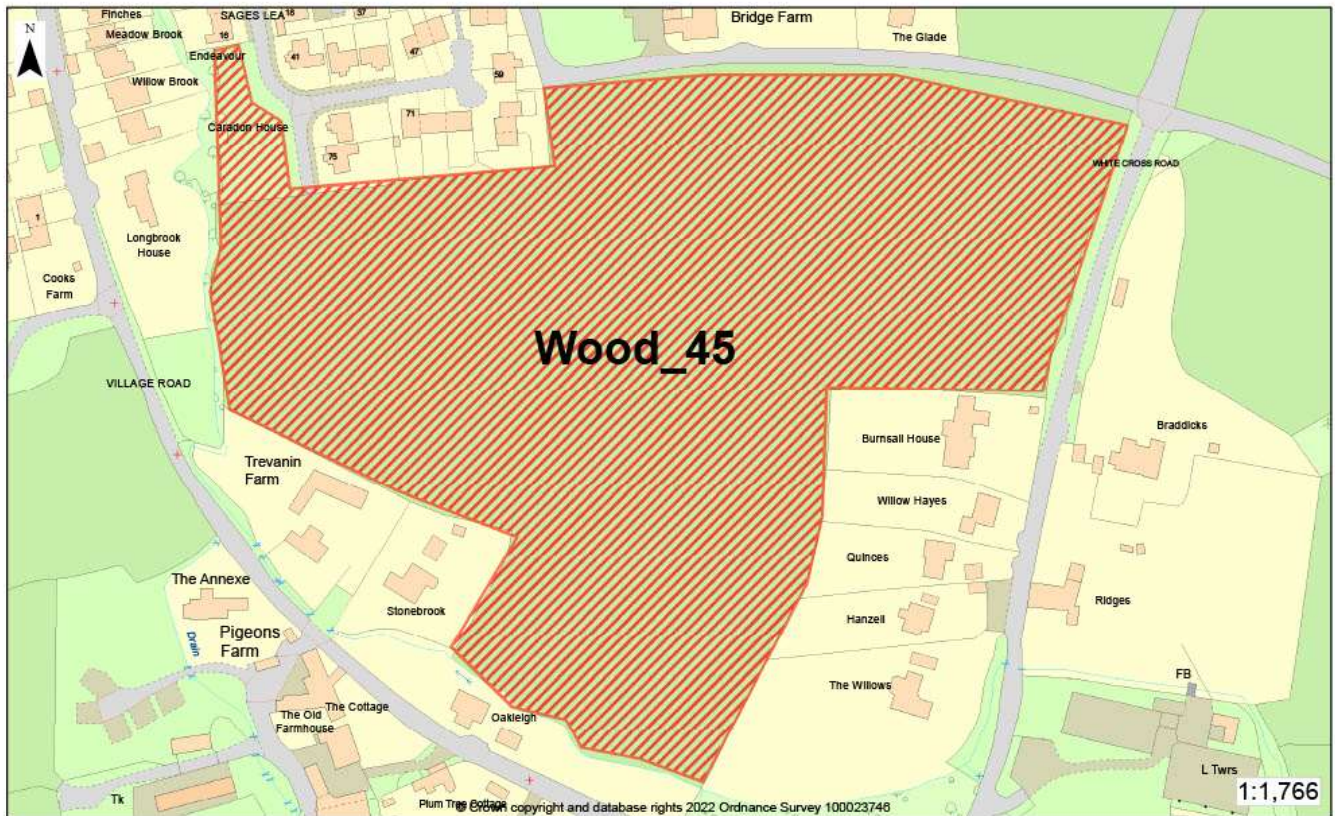 N
Finches
Meadow Brook
SAGES LEA
18
37
16
Endeavour
41
47
Willow Brook
59
Bridge Farm
The Glade
Caradon House
71
75
WHITE CROSS ROAD
1
Longbrook
House
Cooks
Farm
Wood_45
VILLAGE ROAD
Trevanin
Farm
Burnsall House
Braddicks
Willow Hayes
Quinces
The Annexe
Stonebrook
Hanzell
Ridges
Drain
Pigeons
Farm
The Willows
FB
The Old
Farmhouse
The Cottage
Oakleigh
L Twrs
Tk
Plum Tree Cottage
© Crown copyright and database rights 2022 Ordnance Survey 100023746
1:1,766